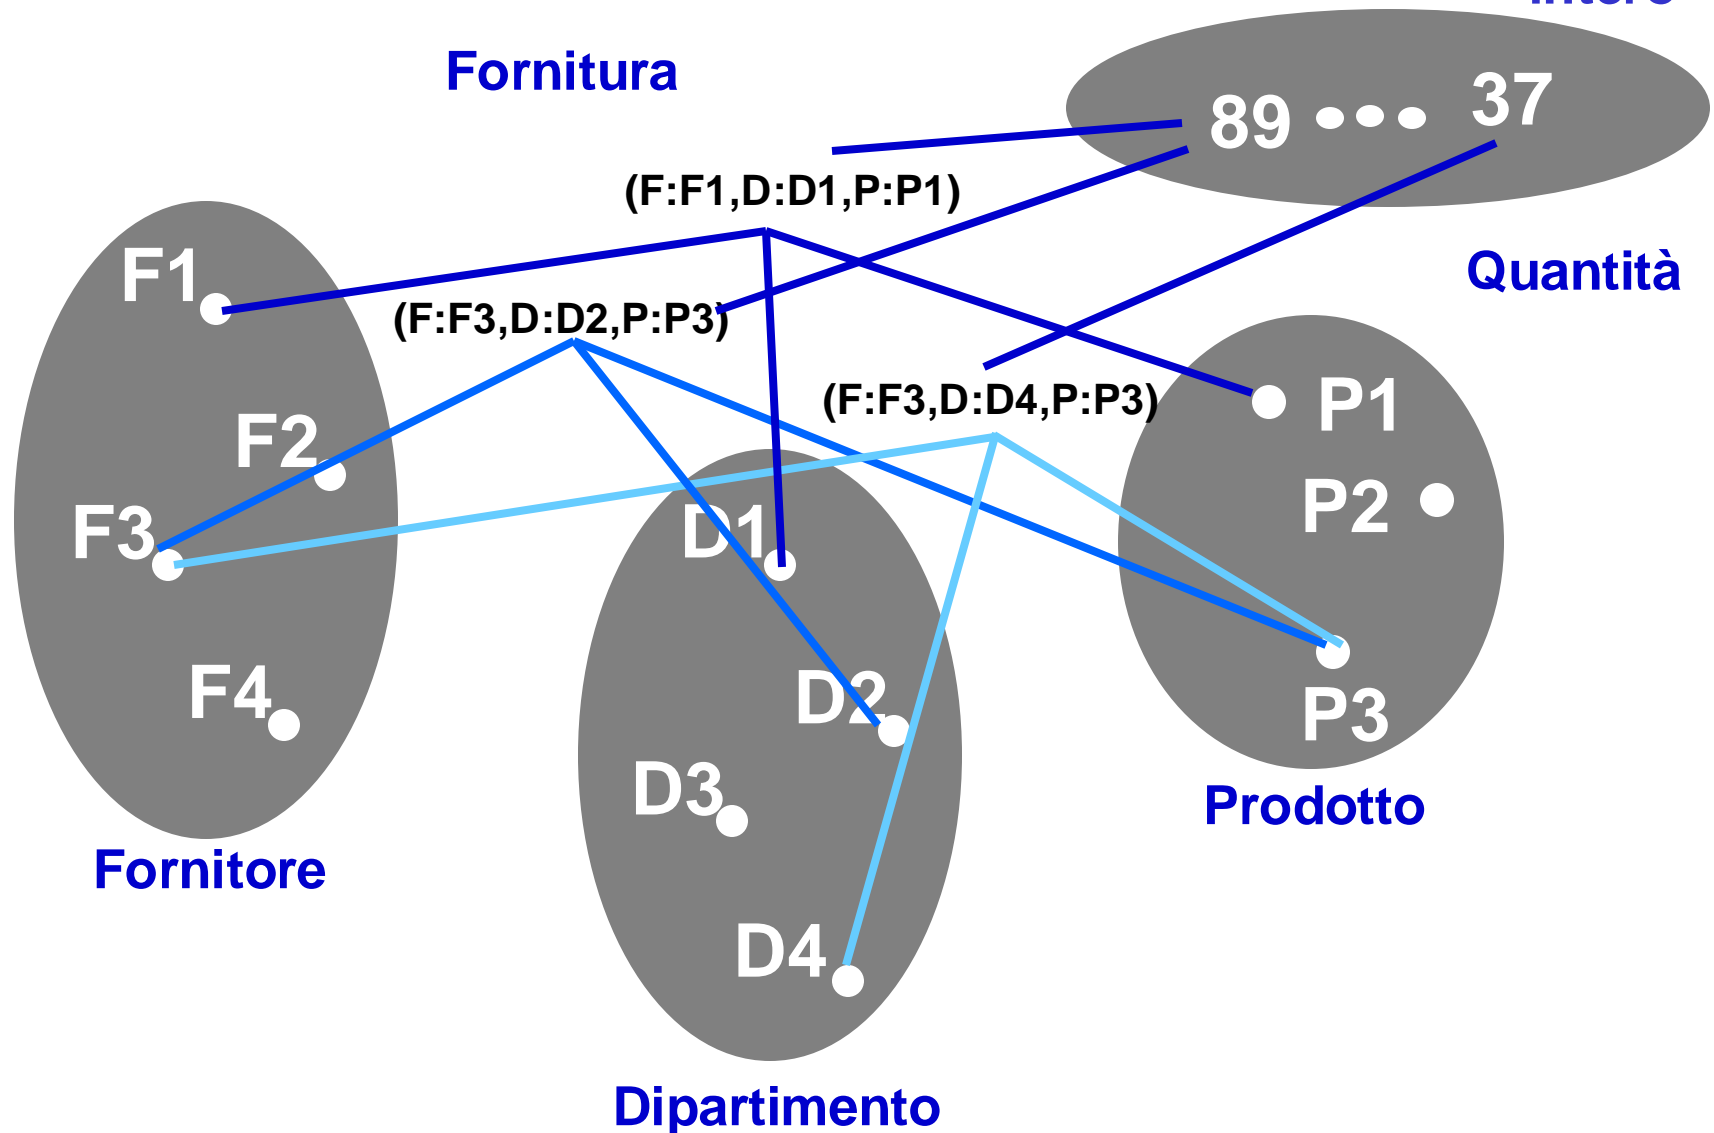 Fornitura
89 37
(F:F1,D:D1,P:P1)
F1
Quantità
(F:F3,D:D2,P:P3)
(F:F3,D:D4,P:P3)
P1
F2
P2
F3
D1
F4
D2
P3
D3
Prodotto
Fornitore
D4
Dipartimento